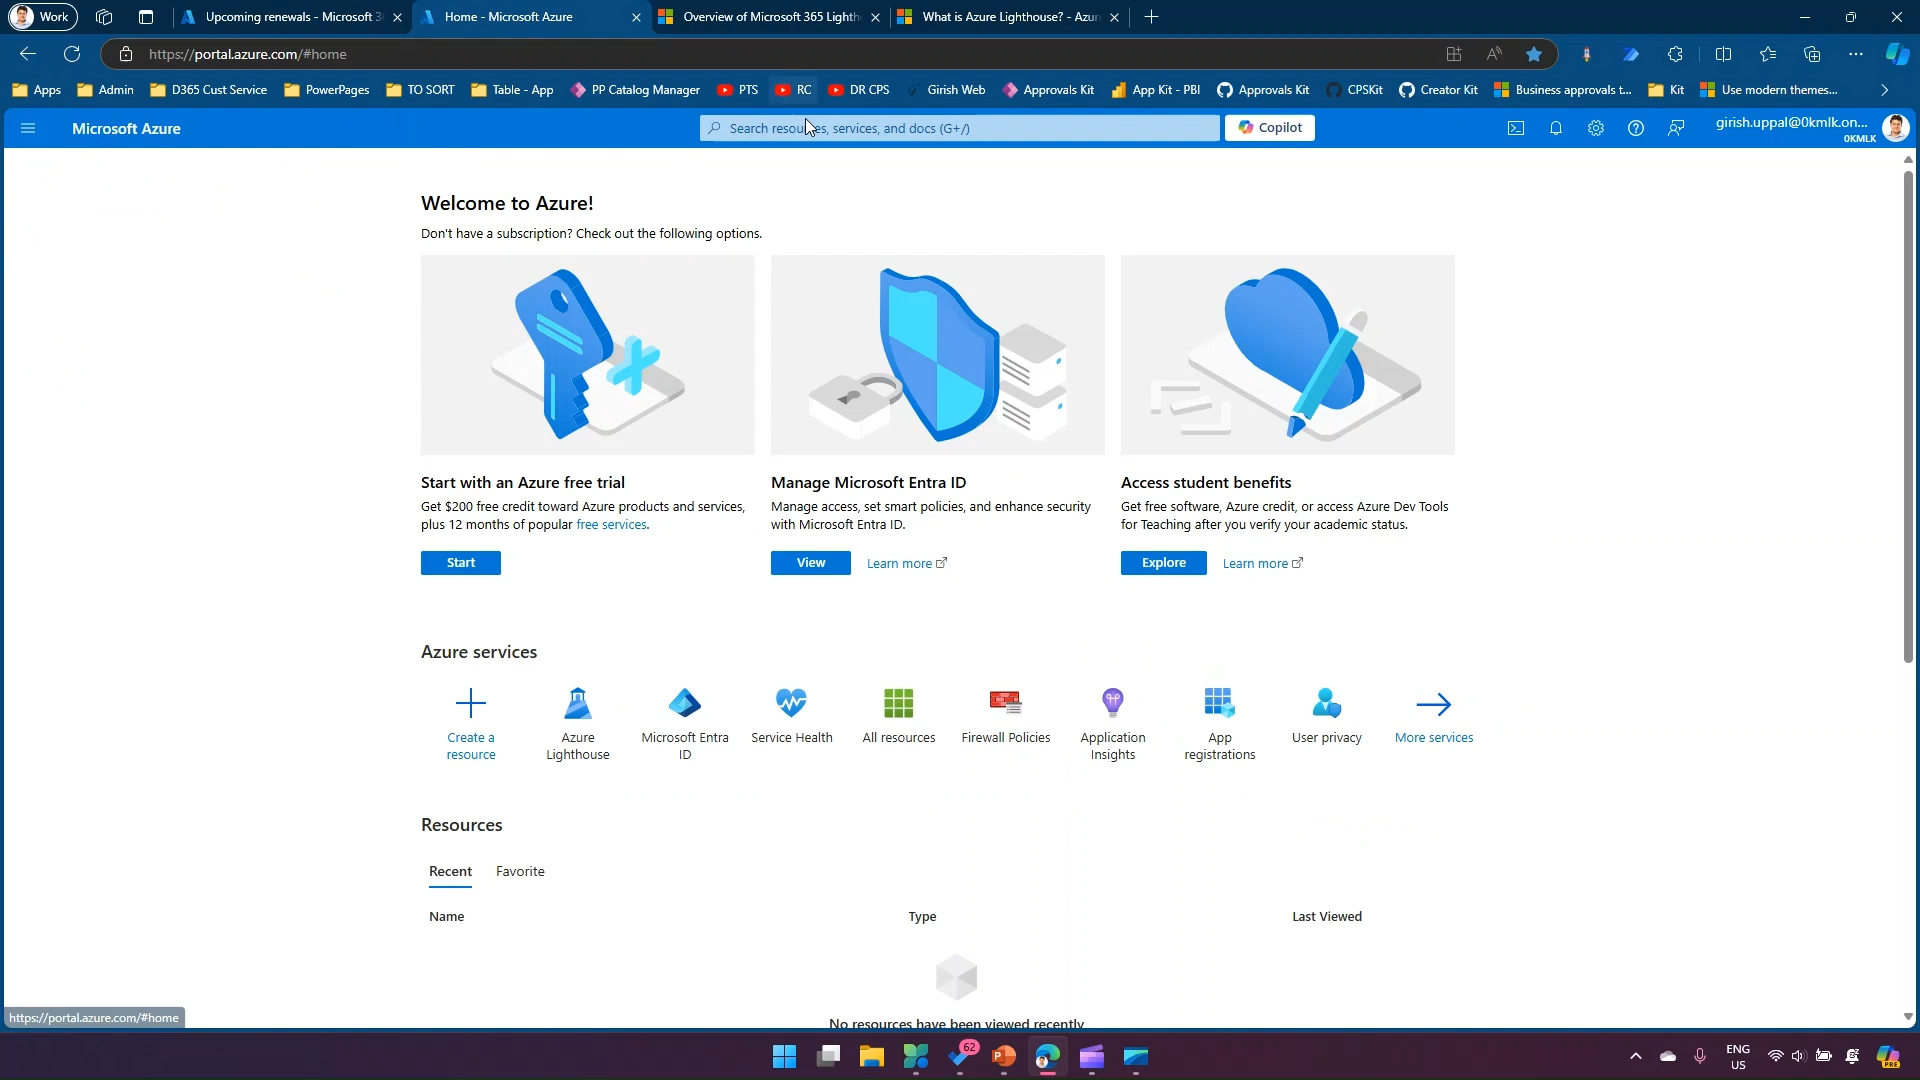 Work
Upcoming renewals - Microsoft 3
Home - Microsoft Azure
Overview of Microsoft 365 Lighth
What is Azure Lighthouse? - Azur
https://portal.azure.com/#home
Apps
Admin
D365 Cust Service
PowerPages
TO SORT
Table - App
PP Catalog Manager
PTS
RC
DR CPS
Girish Web
Approvals Kit
App Kit - PBI
Approvals Kit
CPSKit
Creator Kit
Business approvals t...
Kit
Use modern themes...
Microsoft Azure
Search resources, services, and docs (G+/)
Copilot
girish.uppal@0kmlk.on...
0KMLK
Welcome to Azure!
Don't have a subscription? Check out the following options.
Start with an Azure free trial
Get $200 free credit toward Azure products and services,
plus 12 months of popular free services.
Start
Manage Microsoft Entra ID
Manage access, set smart policies, and enhance security
with Microsoft Entra ID.
View
Learn more
Access student benefits
Get free software, Azure credit, or access Azure Dev Tools
for Teaching after you verify your academic status.
Explore
Learn more
Azure services
Create a
resource
Azure
Lighthouse
Microsoft Entra
ID
Service Health
All resources
Firewall Policies
Application
Insights
App
registrations
User privacy
More services
Resources
Recent
Favorite
Name
Type
Last Viewed
No resources have been viewed recently
https://portal.azure.com/#home
62
ENG
US
PRE